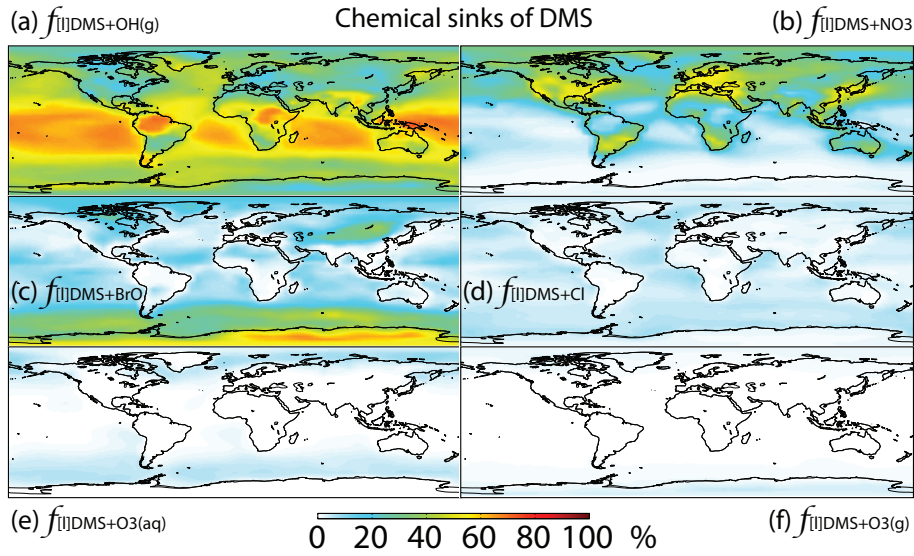 (a) f[l]DMS+OH(g) Chemical sinks of DMS (b) f[l]DMS+NO3
(c) f[l]DMS+BrO (d) f[l]DMS+Cl
(e) f[l]DMS+O3(aq) 0 20 40 60 80 100 % (f) f[l]DMS+O3(g)